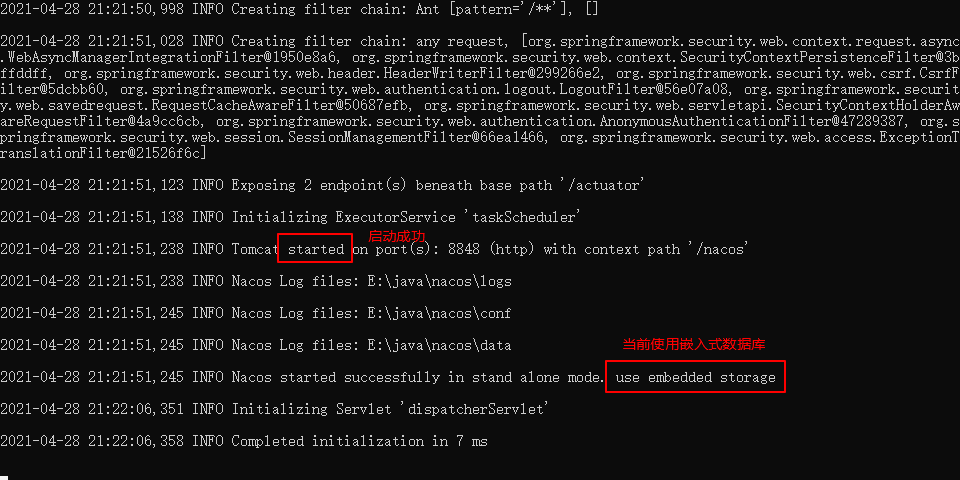 2021-04-28 21:21:50,998 INFO Creating filter chain: Ant [pattern='/**'], []
2021-04-28 21:21:51,028 INFO Creating filter chain: any request, [org.springframework.security.web.context.request.async
.WebAsyncManagerIntegrationFilter@1950e8a6, org.springframework.security.web.context.SecurityContextPersistenceFilter@3b
ffddff, org.springframework.security.web.header.HeaderWriterFilter@299266e2, org.springframework.security.web.csrf.CsrfF
ilter@5dcbb60, org.springframework.security.web.authentication.logout.LogoutFilter@56e07a08, org.springframework.securit
y.web.savedrequest.RequestCacheAwareFilter@50687efb, org.springframework.security.web.servletapi.SecurityContextHolderAw
areRequestFilter@4a9cc6cb, org.springframework.security.web.authentication.AnonymousAuthenticationFilter@47289387, org.s
pringframework.security.web.session.SessionManagementFilter@66ea1466, org.springframework.security.web.access.ExceptionT
ranslationFilter@21526f6c]
2021-04-28 21:21:51,123 INFO Exposing 2 endpoint(s) beneath base path '/actuator'
2021-04-28 21:21:51,138 INFO Initializing ExecutorService 'taskScheduler'
启动成功
2021-04-28 21:21:51,238 INFO Tomcat started on port(s): 8848 (http) with context path '/nacos'
2021-04-28 21:21:51,238 INFO Nacos Log files: E:\java\nacos\logs
2021-04-28 21:21:51,245 INFO Nacos Log files: E:\java\nacos\conf
2021-04-28 21:21:51,245 INFO Nacos Log files: E:\java\nacos\data
当前使用嵌入式数据库
2021-04-28 21:21:51,245 INFO Nacos started successfully in stand alone mode. use embedded storage
2021-04-28 21:22:06,351 INFO Initializing Servlet 'dispatcherServlet'
2021-04-28 21:22:06,358 INFO Completed initialization in 7 ms